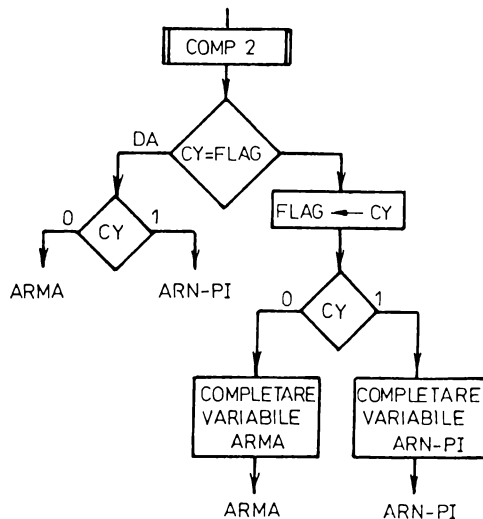 COMP 2
DA
CY=FLAG
FLAG ← CY
0
CY
1
ARMA
ARN-PI
0
CY
1
COMPLETARE
VARIABILE
ARMA
COMPLETARE
VARIABILE
ARN-PI
ARMA
ARN-PI